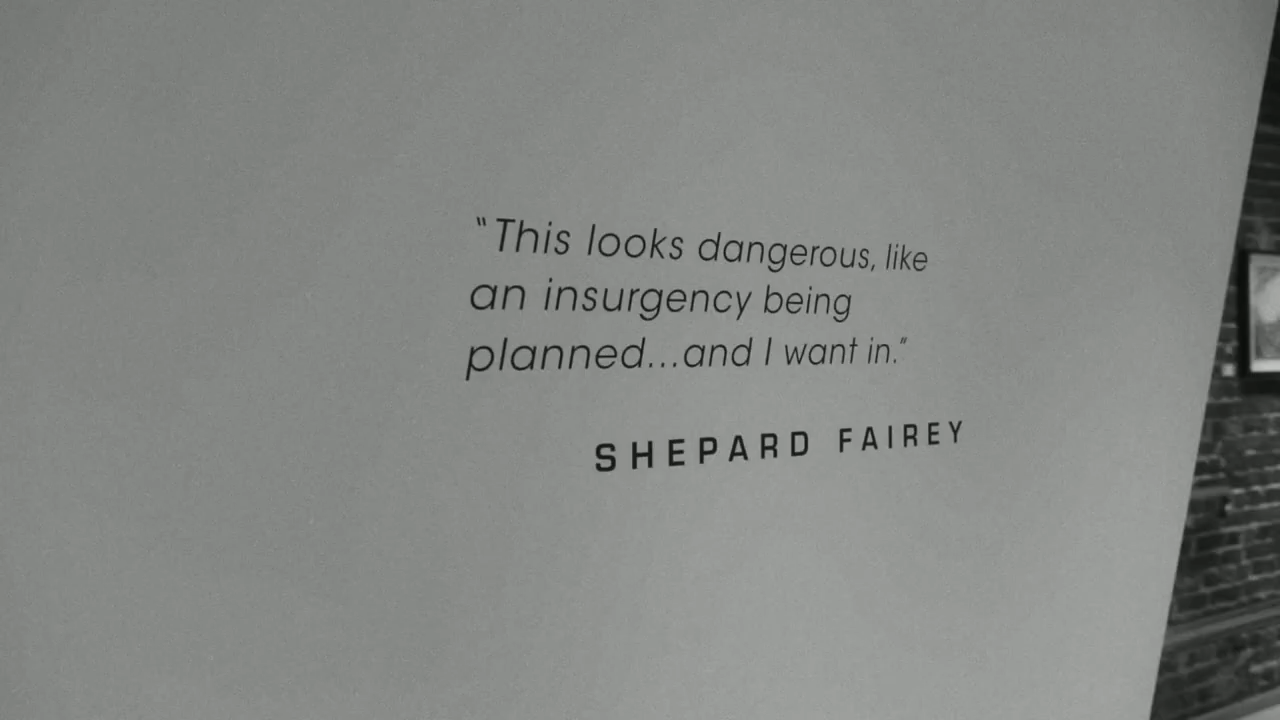 "This looks dangerous, like
an insurgency being
planned...and I want in."
SHEPARD FAIREY